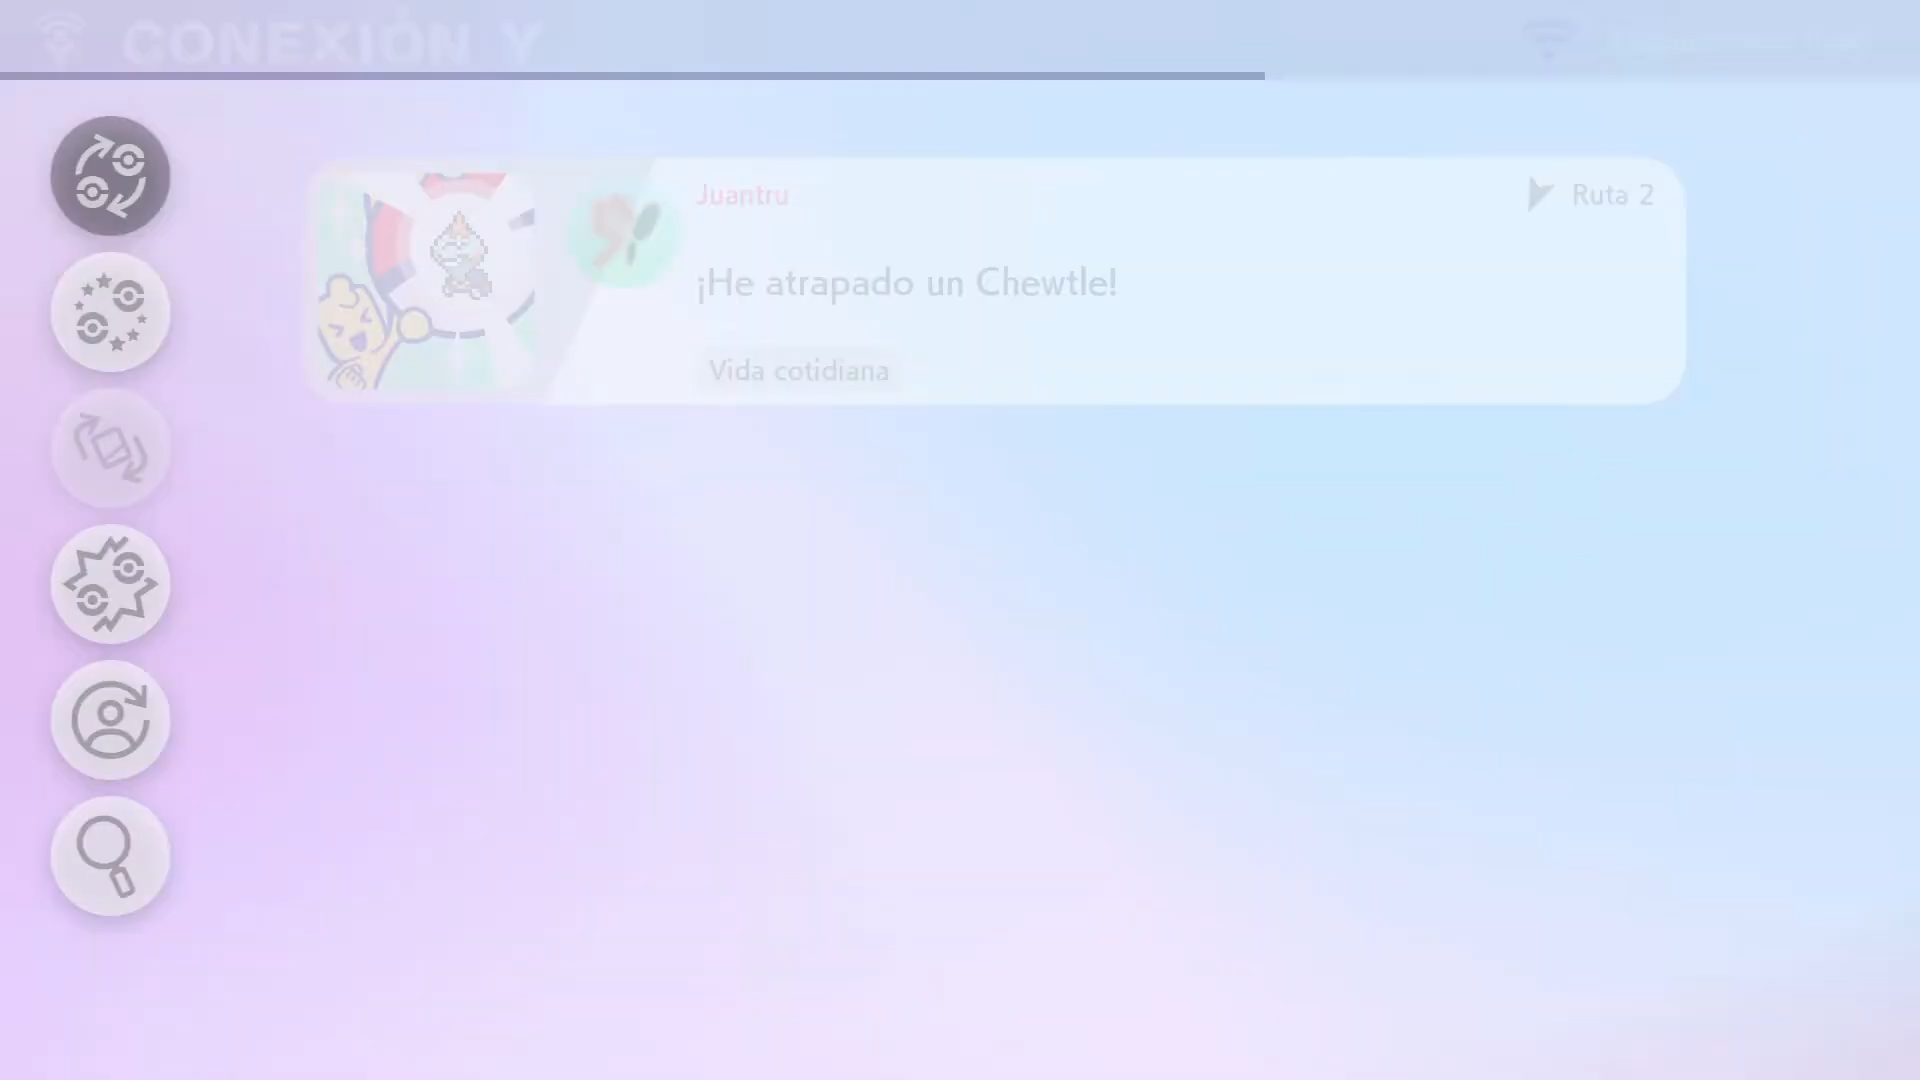 CONEXIÓN Y
Juantru
Ruta 2
¡He atrapado un Chewtle!
Vida cotidiana